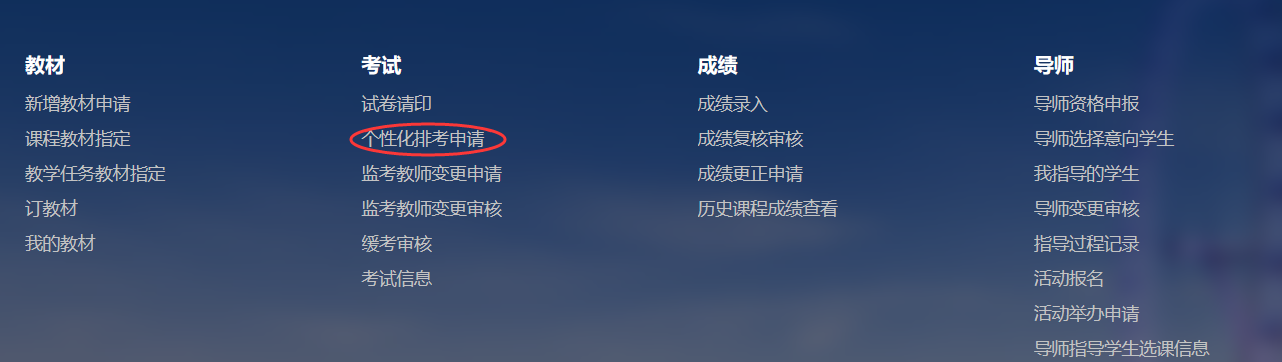 教材
新增教材申请
课程教材指定
教学任务教材指定
订教材
我的教材
考试
试卷请印
个性化排考申请
监考教师变更申请
监考教师变更审核
缓考审核
考试信息
成绩
成绩录入
成绩复核审核
成绩更正申请
历史课程成绩查看
导师
导师资格申报
导师选择意向学生
我指导的学生
导师变更审核
指导过程记录
活动报名
活动举办申请
导师指导学生选课信息